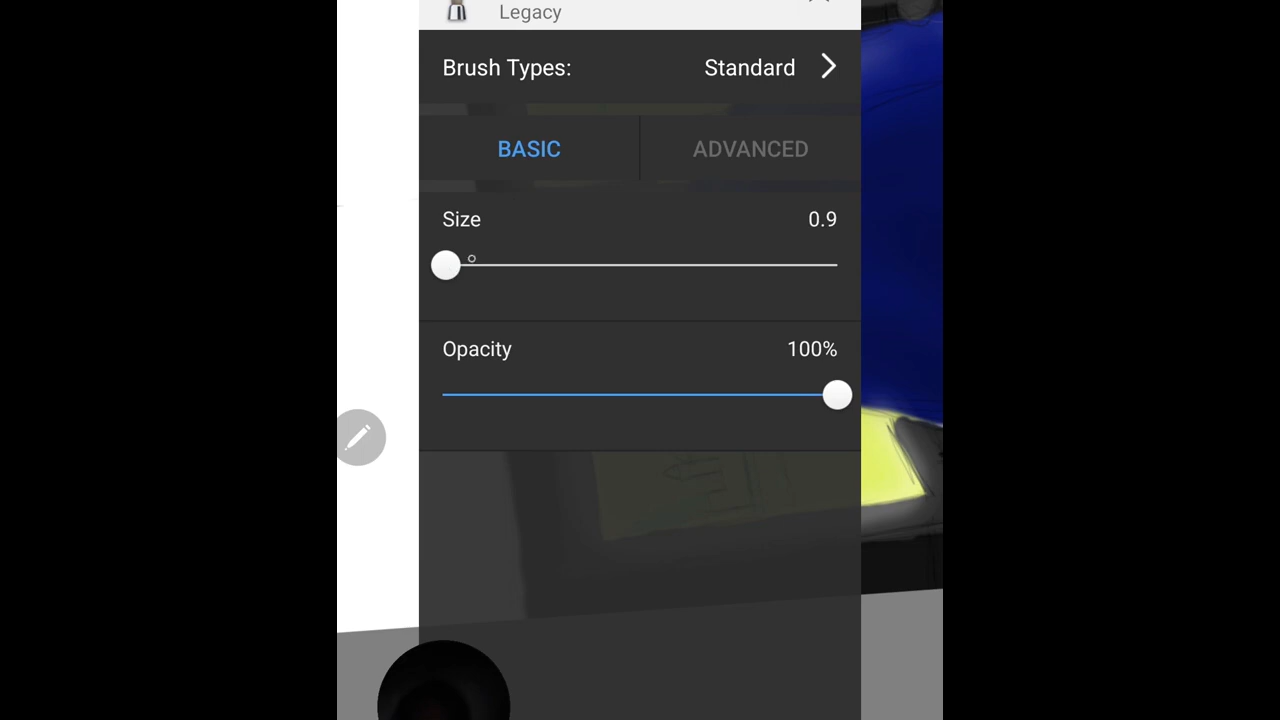 Legacy
Brush Types: Standard
BASIC ADVANCED
Size 0.9
Opacity 100%